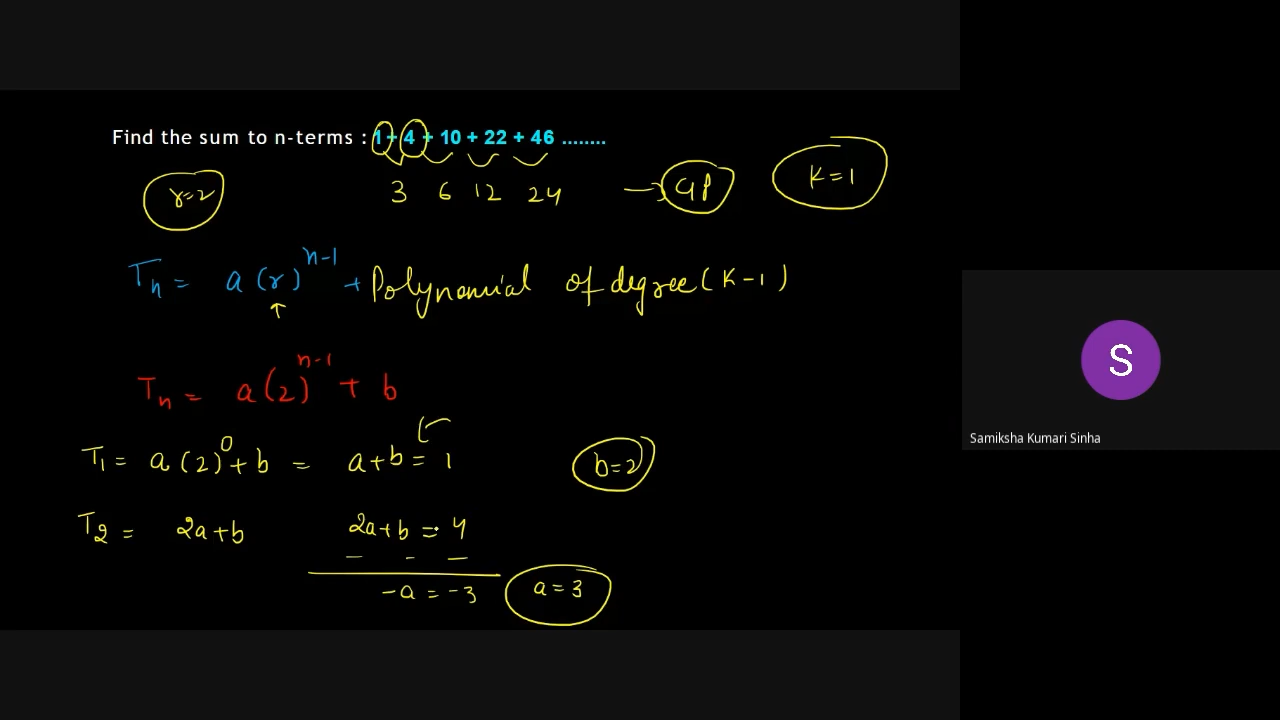 Find the sum to n-terms : 1 + 4 + 10 + 22 + 46 ........
r=2 3 6 12 24 → GP K=1
Tn = a(r)^n-1 + Polynomial of degree (K-1)
↑
Tn = a(2)^n-1 + b
T1 = a(2)^0+b = a+b = 1 b=2
T2 = 2a+b 2a+b = 4
- - -
-a = -3 a=3
S
Samiksha Kumari Sinha